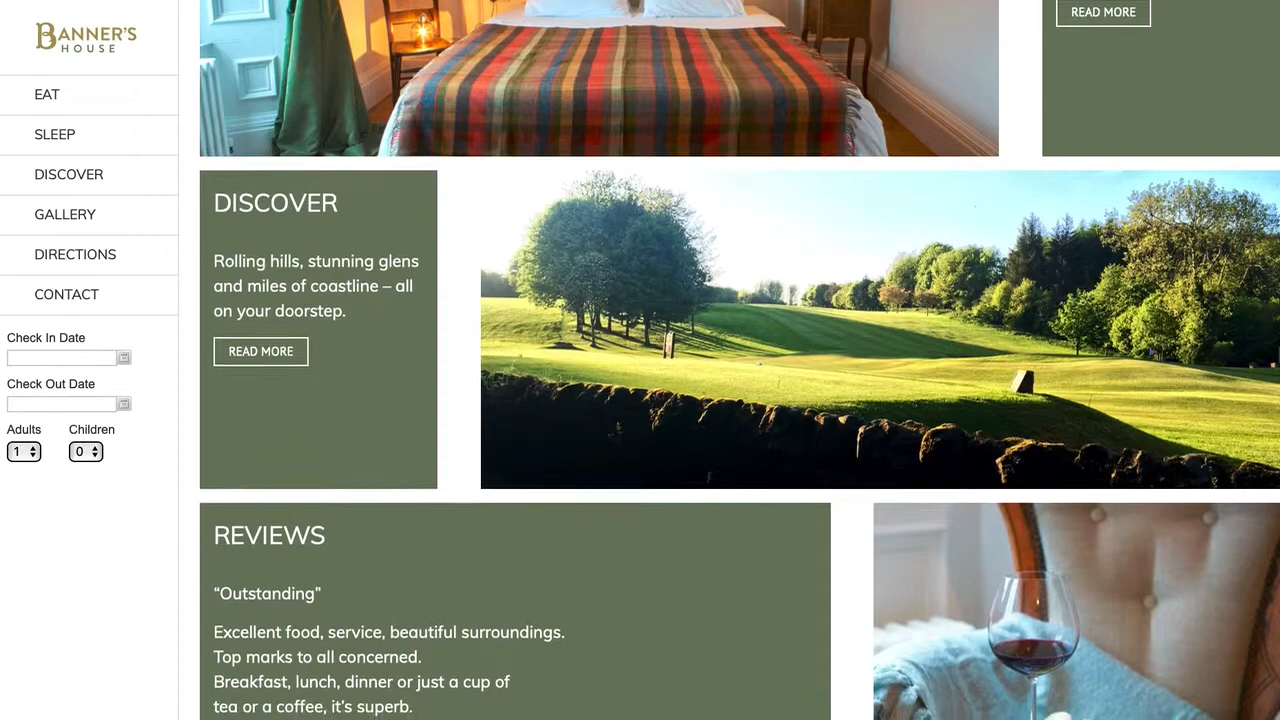 BANNER'S
HOUSE
EAT
SLEEP
DISCOVER
GALLERY
DIRECTIONS
CONTACT
Check In Date
Check Out Date
Adults Children
1 0
READ MORE
DISCOVER
Rolling hills, stunning glens
and miles of coastline – all
on your doorstep.
READ MORE
REVIEWS
“Outstanding”
Excellent food, service, beautiful surroundings.
Top marks to all concerned.
Breakfast, lunch, dinner or just a cup of
tea or a coffee, it’s superb.